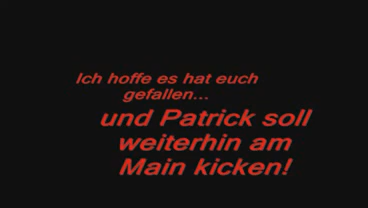 Ich hoffe es hat euch
gefallen...
und Patrick soll
weiterhin am
Main kicken!